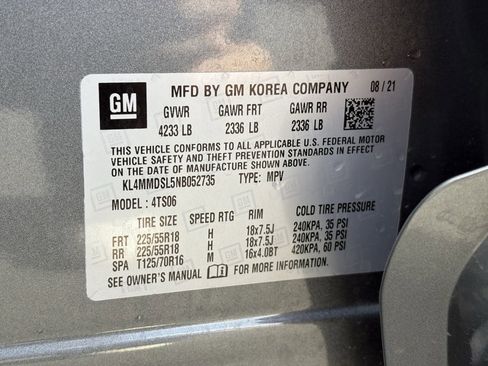 GM
MFD BY GM KOREA COMPANY 08 / 21
GVWR GAWR FRT GAWR RR
4233 LB 2336 LB 2336 LB
THIS VEHICLE CONFORMS TO ALL APPLICABLE U.S. FEDERAL MOTOR
VEHICLE SAFETY AND THEFT PREVENTION STANDARDS IN EFFECT ON
THE DATE OF MANUFACTURE SHOWN ABOVE.
KL4MMDSL5NB052735 TYPE: MPV
MODEL : 4TS06
TIRE SIZE SPEED RTG RIM COLD TIRE PRESSURE
FRT 225/55R18 H 18x7.5J 240KPA, 35 PSI
RR 225/55R18 H 18x7.5J 240KPA, 35 PSI
SPA T125/70R16 M 16x4.0BT 420KPA, 60 PSI
SEE OWNER'S MANUAL FOR MORE INFORMATION